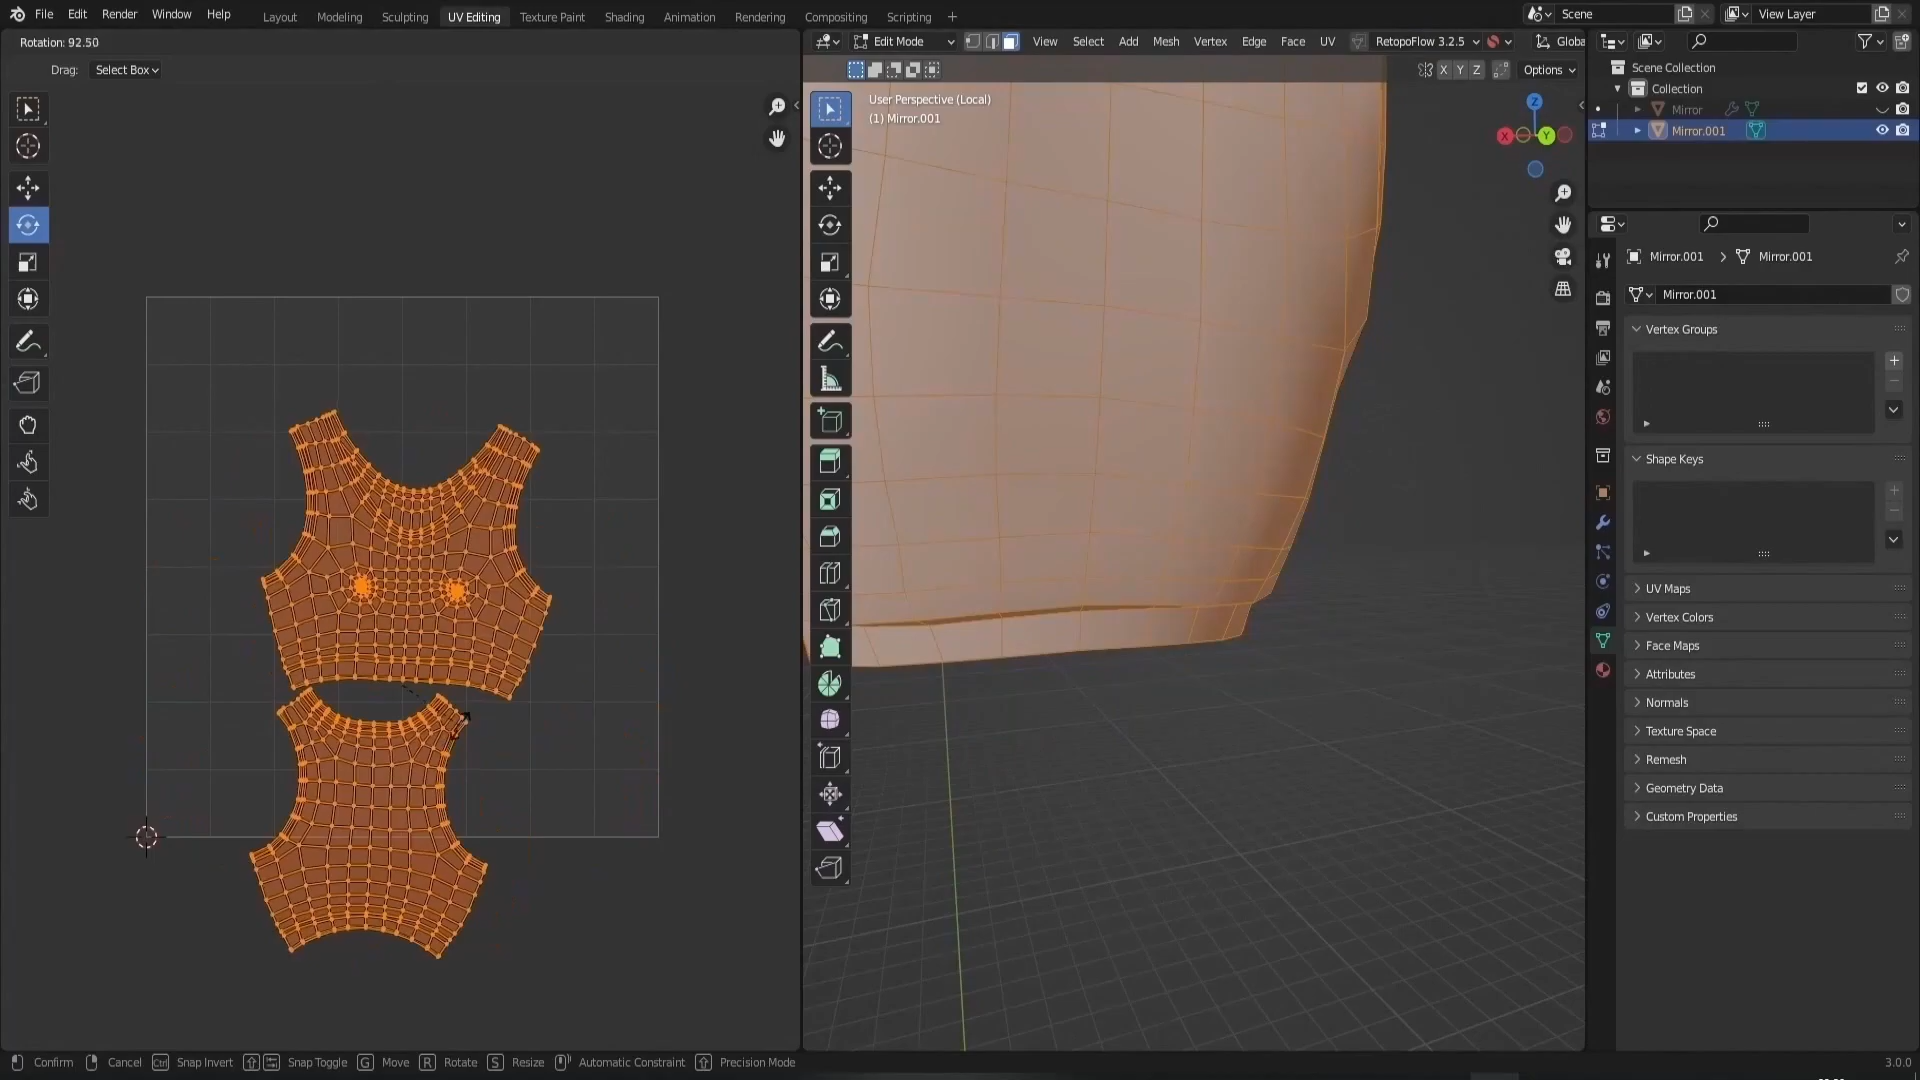 File Edit Render Window Help Layout Modeling Sculpting UV Editing Texture Paint Shading Animation Rendering Compositing Scripting + Scene View Layer
Rotation: 92.50
Edit Mode View Select Add Mesh Vertex Edge Face UV RetopoFlow 3.2.5 Globa
Drag: Select Box
X Y Z Options
User Perspective (Local)
(1) Mirror.001
Z
X Y
Scene Collection
Collection
Mirror
Mirror.001
Mirror.001 > Mirror.001
Mirror.001
Vertex Groups
Shape Keys
UV Maps
Vertex Colors
Face Maps
Attributes
Normals
Texture Space
Remesh
Geometry Data
Custom Properties
Confirm Cancel Ctrl Snap Invert Snap Toggle G Move R Rotate S Resize Automatic Constraint Precision Mode 3.0.0